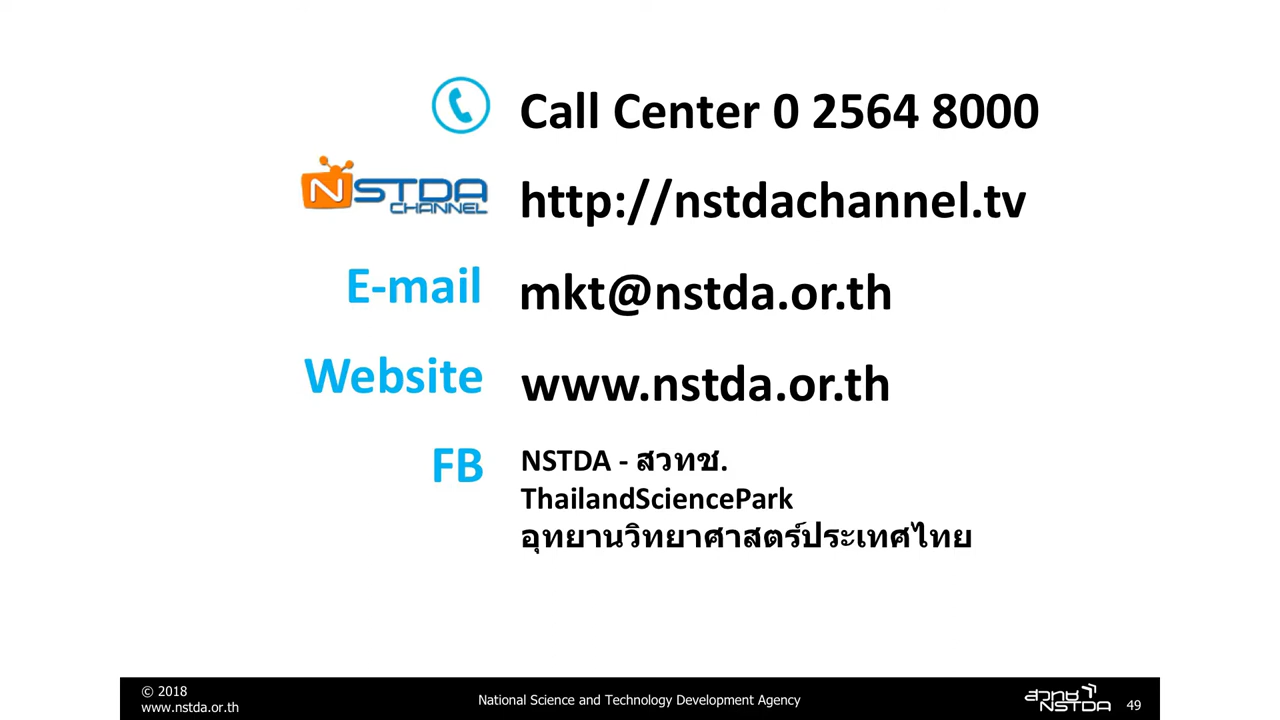 Call Center 0 2564 8000
NSTDA CHANNEL
http://nstdachannel.tv
E-mail mkt@nstda.or.th
Website www.nstda.or.th
FB NSTDA - สวทช.
ThailandSciencePark
อุทยานวิทยาศาสตร์ประเทศไทย
© 2018
www.nstda.or.th
National Science and Technology Development Agency
สวทช
NSTDA
49